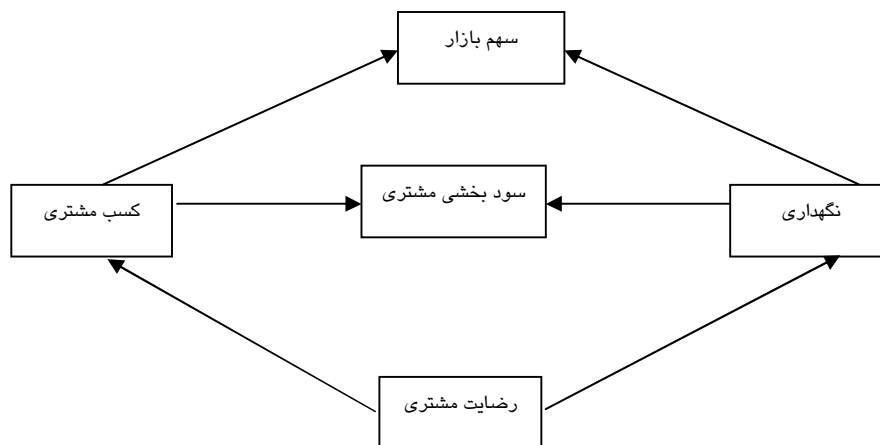 سهم بازار
سود بخشی مشتری
نگهداری
کسب مشتری
رضایت مشتری